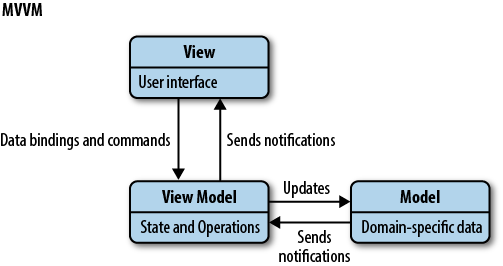 MVVM
View
User interface
Data bindings and commands
Sends notifications
View Model
State and Operations
Updates
Sends
notifications
Model
Domain-specific data